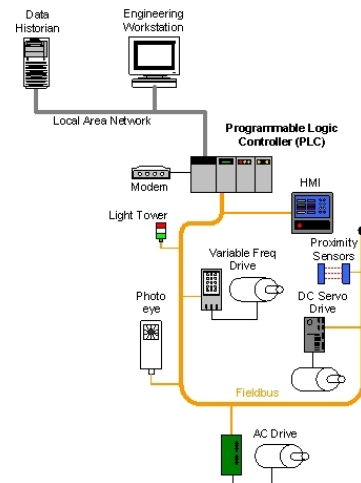 Data
Historian
Engineering
Workstation
Local Area Network
Programmable Logic
Controller (PLC)
Modem
HMI
Light Tower
Proximity
Sensors
Variable Freq
Drive
Photo
eye
DC Servo
Drive
Fieldbus
AC Drive